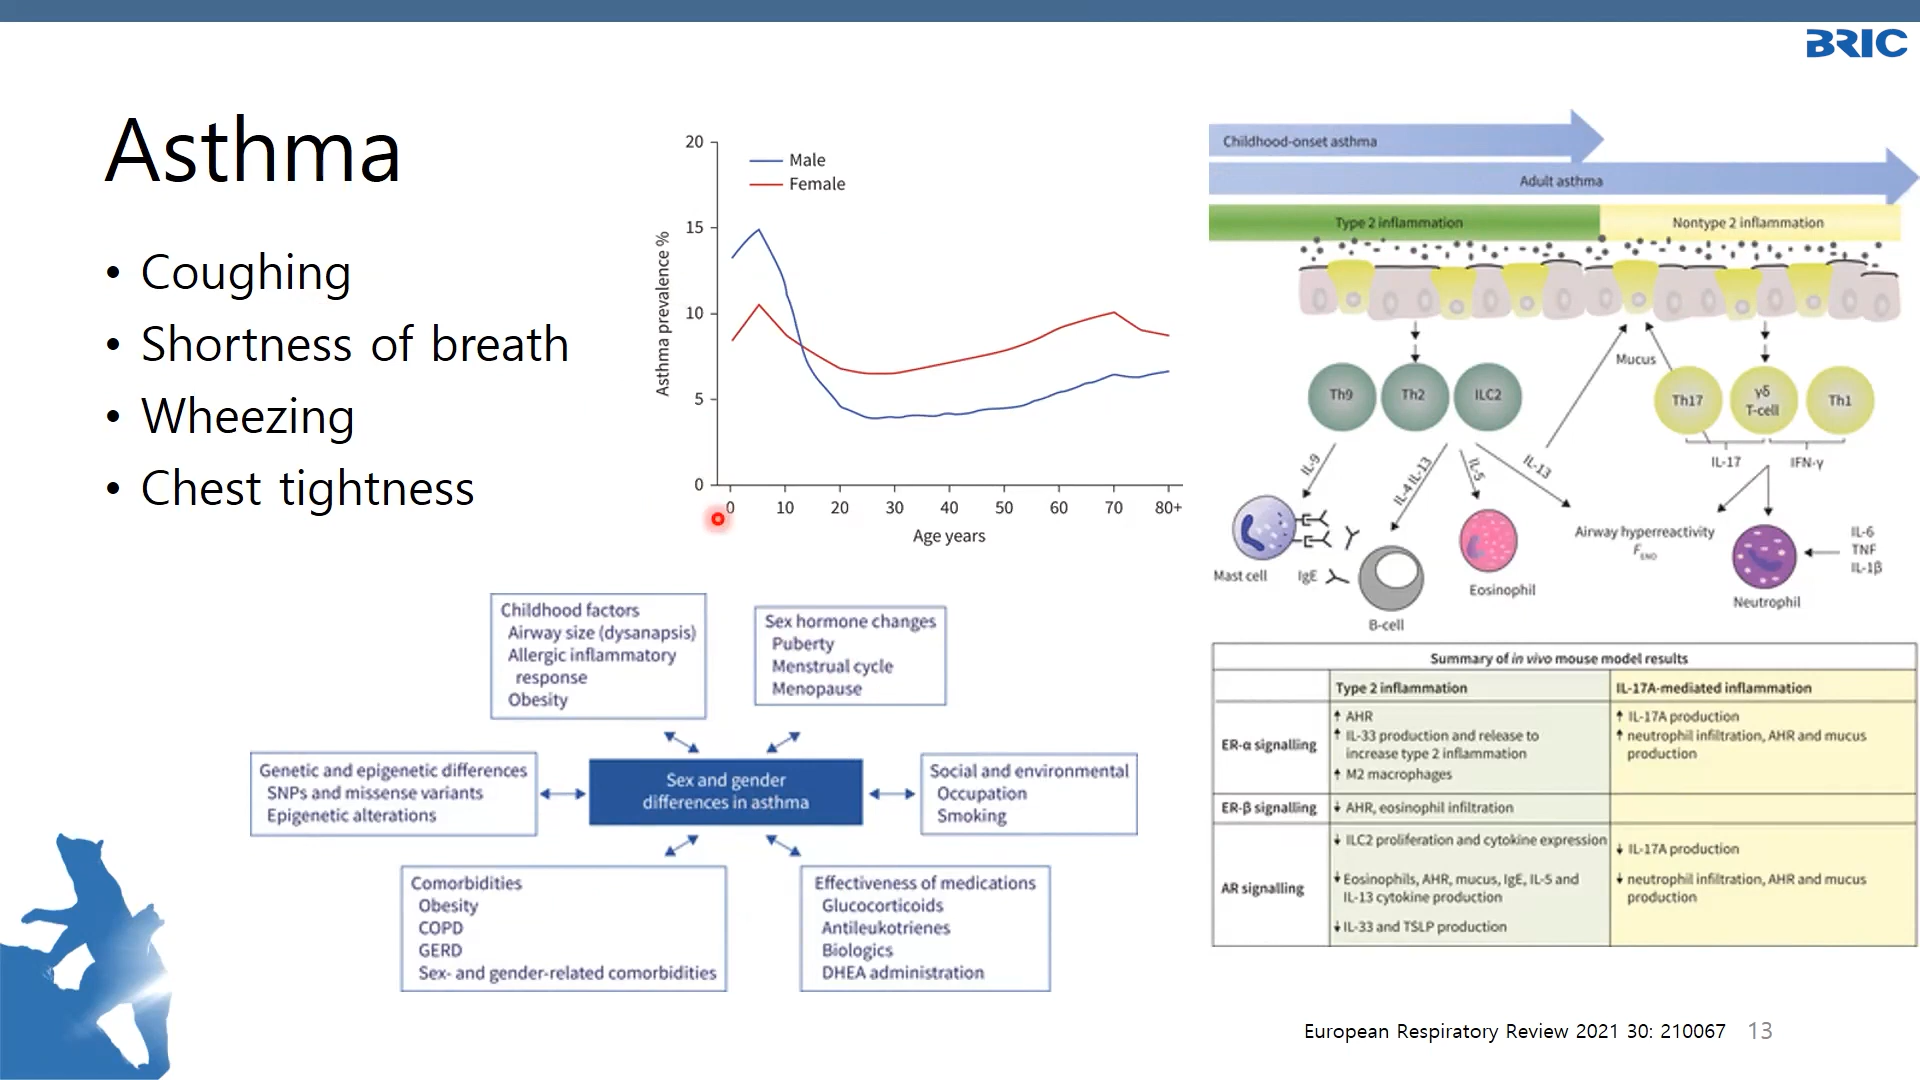 BRIC
Asthma
• Coughing
• Shortness of breath
• Wheezing
• Chest tightness
20
15
10
5
0
Asthma prevalence %
Male
Female
0 10 20 30 40 50 60 70 80+
Age years
Childhood-onset asthma
Adult asthma
Type 2 inflammation
Nontype 2 inflammation
Mucus
Th9
Th2
ILC2
Th17
γδ
T-cell
Th1
IL-9
IL-4 IL-13
IL-5
IL-13
IL-17
IFN-γ
Mast cell
IgE
B-cell
Eosinophil
Airway hyperreactivity
FENO
Neutrophil
IL-6
TNF
IL-1β
Childhood factors
Airway size (dysanapsis)
Allergic inflammatory
response
Obesity
Sex hormone changes
Puberty
Menstrual cycle
Menopause
Genetic and epigenetic differences
SNPs and missense variants
Epigenetic alterations
Sex and gender
differences in asthma
Social and environmental
Occupation
Smoking
Comorbidities
Obesity
COPD
GERD
Sex- and gender-related comorbidities
Effectiveness of medications
Glucocorticoids
Antileukotrienes
Biologics
DHEA administration
Summary of in vivo mouse model results
Type 2 inflammation
IL-17A-mediated inflammation
ER-α signalling
↑ AHR
↑ IL-33 production and release to
increase type 2 inflammation
↑ M2 macrophages
↑ IL-17A production
↑ neutrophil infiltration, AHR and mucus
production
ER-β signalling
↓ AHR, eosinophil infiltration
AR signalling
↓ ILC2 proliferation and cytokine expression
↓ Eosinophils, AHR, mucus, IgE, IL-5 and
IL-13 cytokine production
↓ IL-33 and TSLP production
↓ IL-17A production
↓ neutrophil infiltration, AHR and mucus
production
European Respiratory Review 2021 30: 210067
13